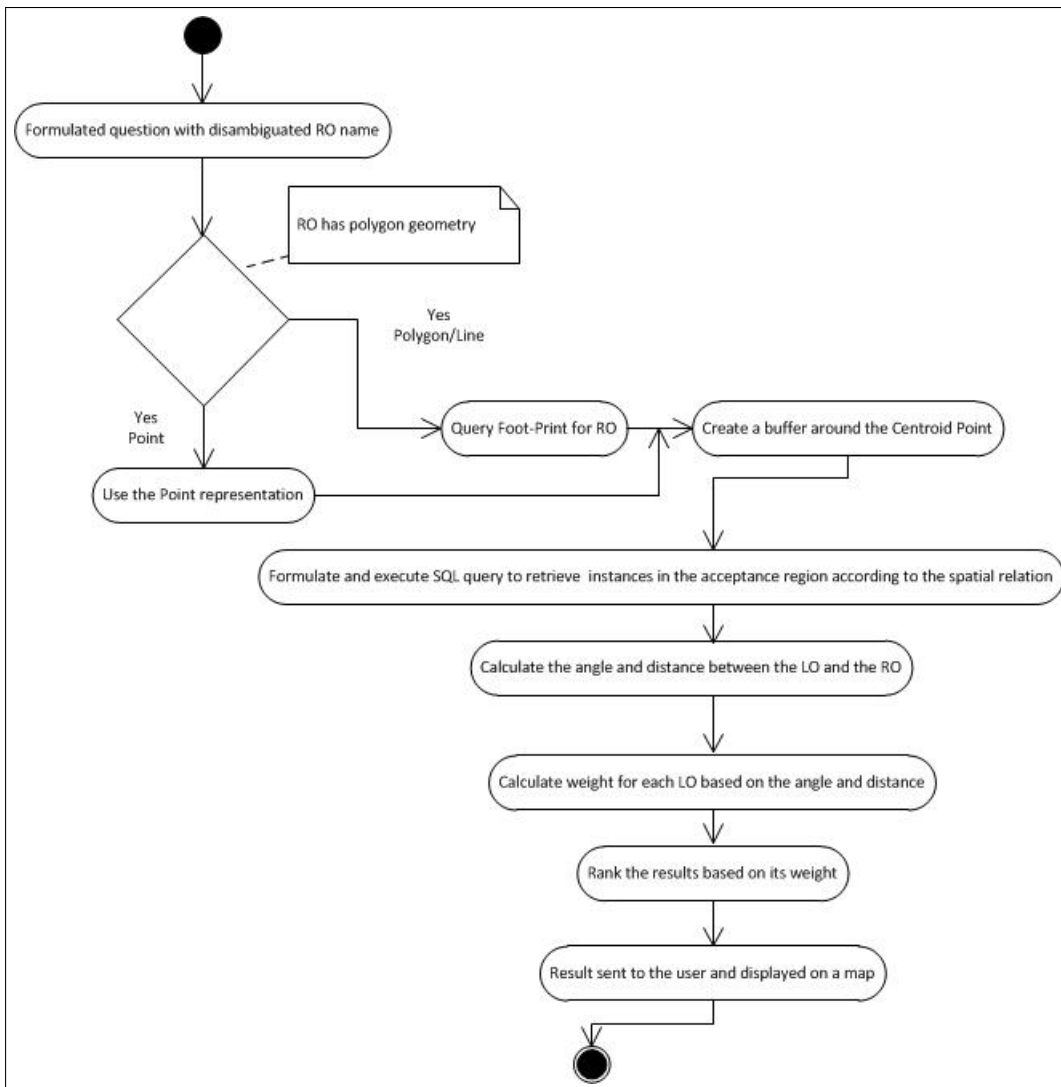 Formulated question with disambiguated RO name
RO has polygon geometry
Yes
Polygon/Line
Yes
Point
Query Foot-Print for RO
Create a buffer around the Centroid Point
Use the Point representation
Formulate and execute SQL query to retrieve instances in the acceptance region according to the spatial relation
Calculate the angle and distance between the LO and the RO
Calculate weight for each LO based on the angle and distance
Rank the results based on its weight
Result sent to the user and displayed on a map